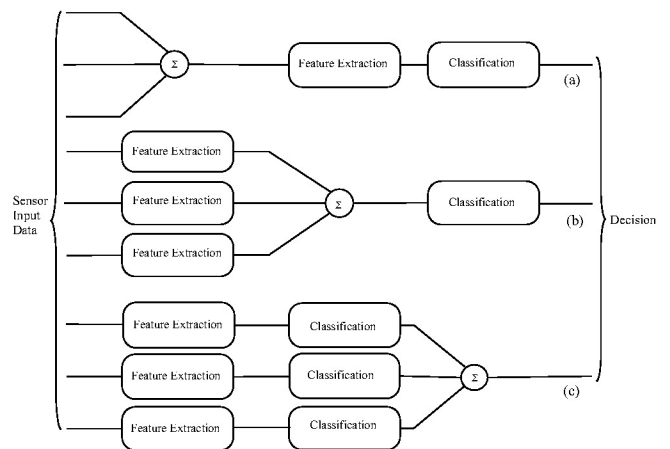 Σ
Feature Extraction
Classification
(a)
Feature Extraction
Feature Extraction
Σ
Classification
(b)
Feature Extraction
Sensor
Input
Data
Decision
Feature Extraction
Classification
Feature Extraction
Classification
Σ
(c)
Feature Extraction
Classification